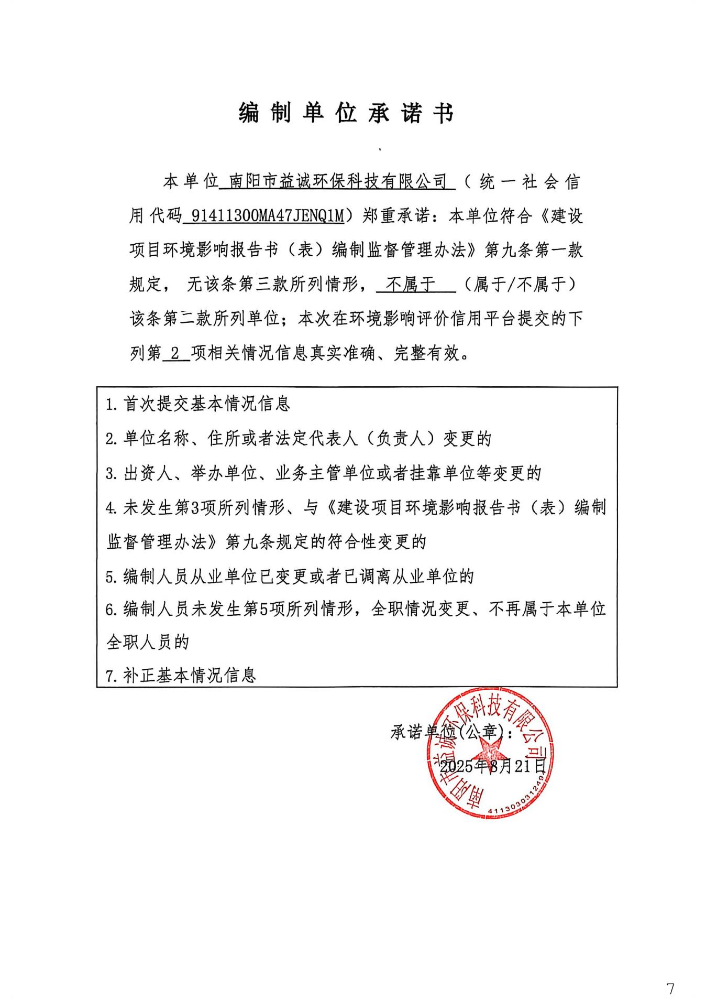 编制单位承诺书
本单位 南阳市益诚环保科技有限公司 （统一社会信
用代码 91411300MA47JENQ1M）郑重承诺：本单位符合《建设
项目环境影响报告书（表）编制监督管理办法》第九条第一款
规定， 无该条第三款所列情形， 不属于 （属于/不属于）
该条第二款所列单位；本次在环境影响评价信用平台提交的下
列第 2 项相关情况信息真实准确、完整有效。
1. 首次提交基本情况信息
2. 单位名称、住所或者法定代表人（负责人）变更的
3. 出资人、举办单位、业务主管单位或者挂靠单位等变更的
4. 未发生第3项所列情形、与《建设项目环境影响报告书（表）编制
监督管理办法》第九条规定的符合性变更的
5. 编制人员从业单位已变更或者已调离从业单位的
6. 编制人员未发生第5项所列情形，全职情况变更、不再属于本单位
全职人员的
7. 补正基本情况信息
南阳市益诚环保科技有限公司
承诺单位(公章)：
2025年8月21日
4113030312494
7